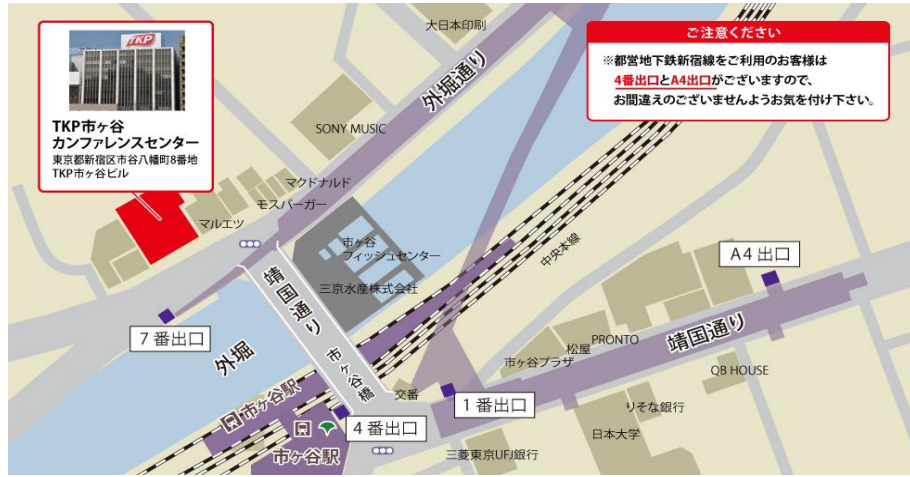 TKP
TKP市ヶ谷
カンファレンスセンター
東京都新宿区市谷八幡町8番地
TKP市ヶ谷ビル
大日本印刷
外堀通り
ご注意ください
※都営地下鉄新宿線をご利用のお客様は
4番出口とA4出口がございますので、
お間違えのございませんようお気を付け下さい。
SONY MUSIC
マクドナルド
モスバーガー
マルエツ
市ヶ谷
フィッシュセンター
中央本線
A4出口
三京水産株式会社
靖国通り
7番出口
外堀
市ヶ谷橋
靖国通り
PRONTO
松屋
市ヶ谷プラザ
QB HOUSE
交番
1番出口
りそな銀行
市ヶ谷駅
4番出口
日本大学
市ヶ谷駅
三菱東京UFJ銀行